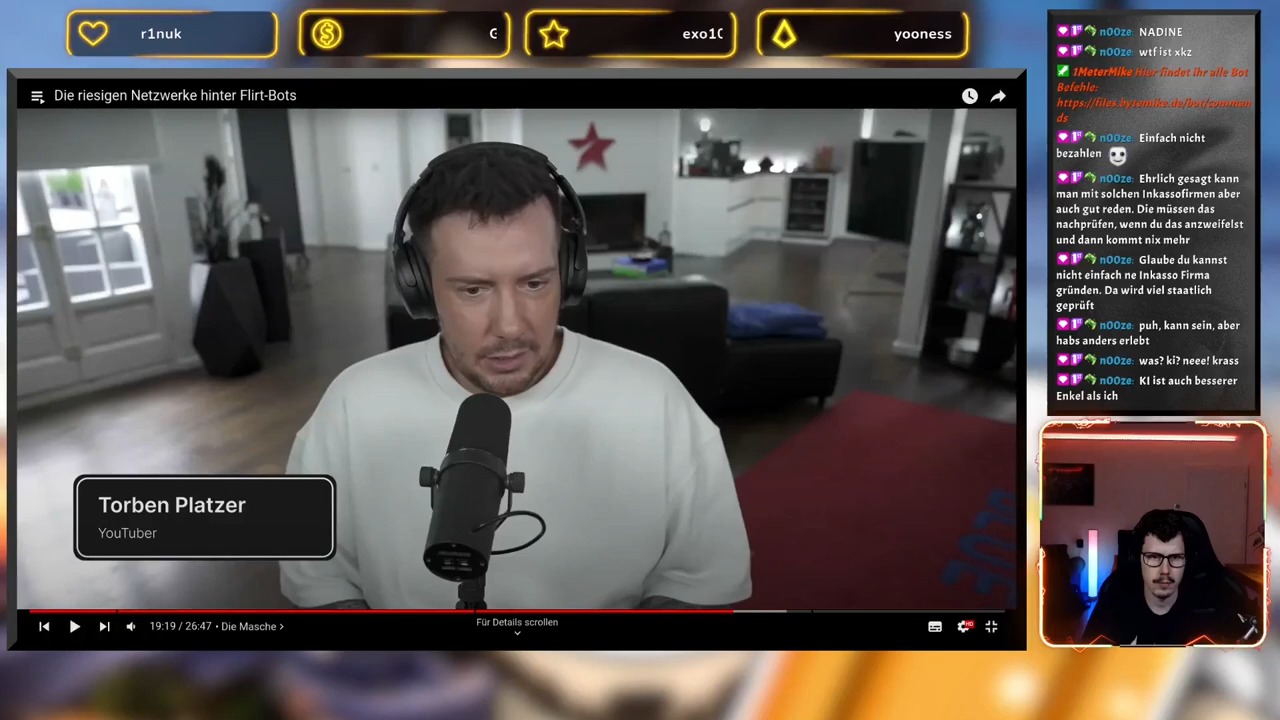 r1nuk
G
exo1(
yooness
Die riesigen Netzwerke hinter Flirt-Bots
Torben Platzer
YouTuber
19:19 / 26:47 • Die Masche >
Für Details scrollen
HD
n00ze: NADINE
n00ze: wtf ist xkz
1MeterMike Hier findet ihr alle Bot
Befehle:
https://files.bytemike.de/bot/comman
ds
n00ze: Einfach nicht
bezahlen
n00ze: Ehrlich gesagt kann
man mit solchen Inkassofirmen aber
auch gut reden. Die müssen das
nachprüfen, wenn du das anzweifelst
und dann kommt nix mehr
n00ze: Glaube du kannst
nicht einfach ne Inkasso Firma
gründen. Da wird viel staatlich
geprüft
n00ze: puh, kann sein, aber
habs anders erlebt
n00ze: was? ki? neee! krass
n00ze: KI ist auch besserer
Enkel als ich